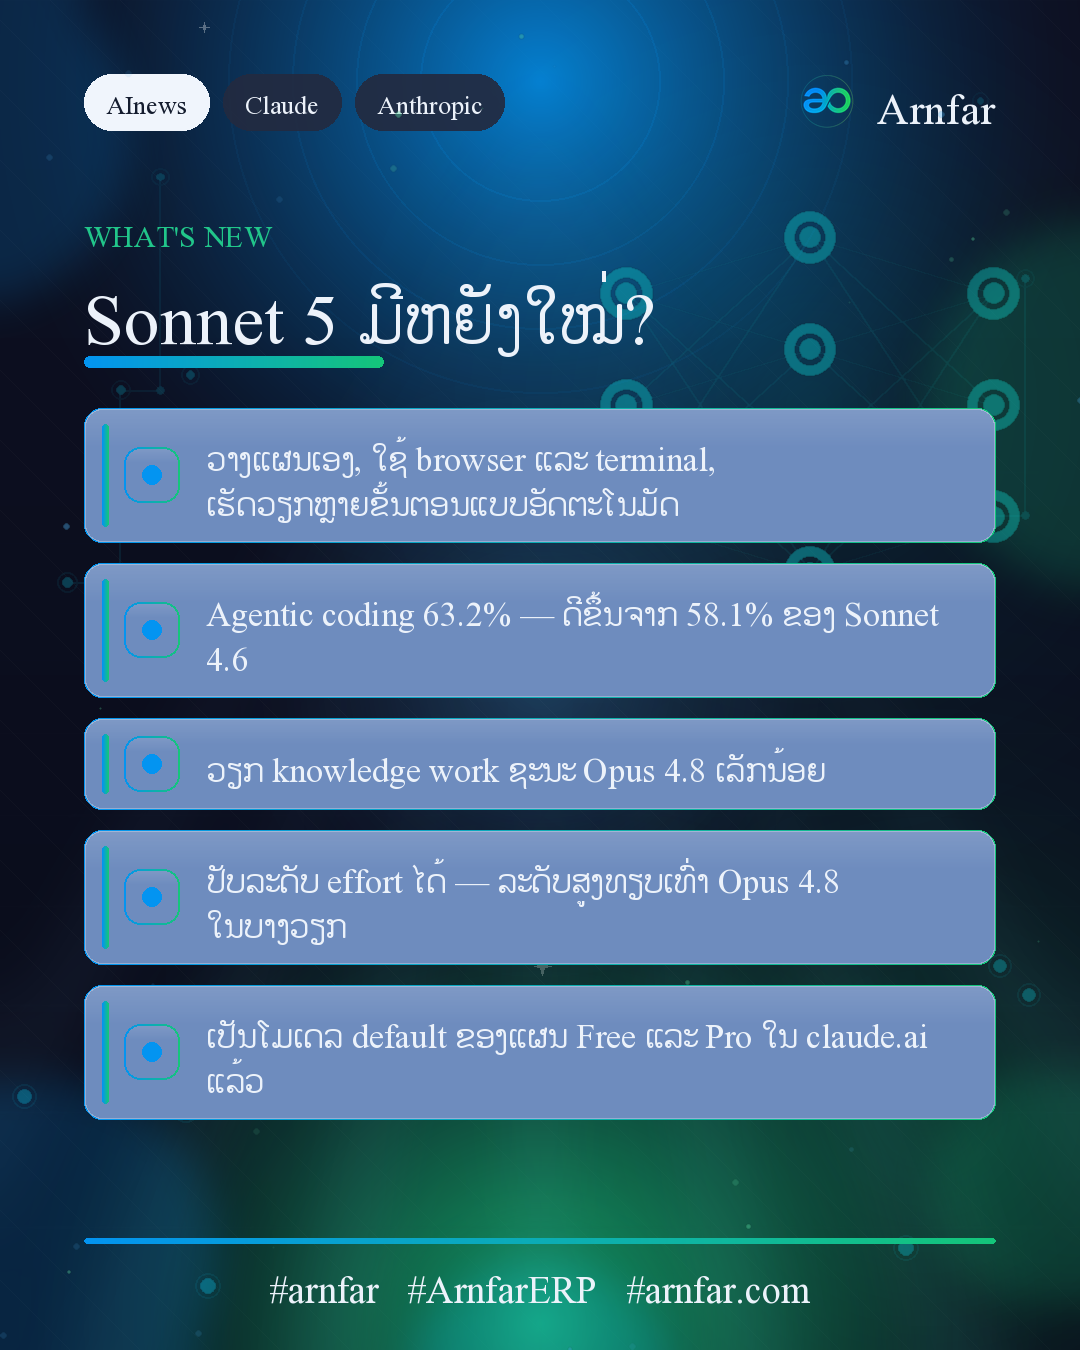 AInews Claude Anthropic
Arnfar
WHAT'S NEW
Sonnet 5 ມີຫຍັງໃໝ່?
ວາງແຜນເອງ, ໃຊ້ browser ແລະ terminal,
ເຮັດວຽກຫຼາຍຂັ້ນຕອນແບບອັດຕະໂນມັດ
Agentic coding 63.2% — ດີຂຶ້ນຈາກ 58.1% ຂອງ Sonnet
4.6
ວຽກ knowledge work ຊະນະ Opus 4.8 ເລັກນ້ອຍ
ປັບລະດັບ effort ໄດ້ — ລະດັບສູງທຽບເທົ່າ Opus 4.8
ໃນບາງວຽກ
ເປັນໂມເດລ default ຂອງແຜນ Free ແລະ Pro ໃນ claude.ai
ແລ້ວ
#arnfar #ArnfarERP #arnfar.com